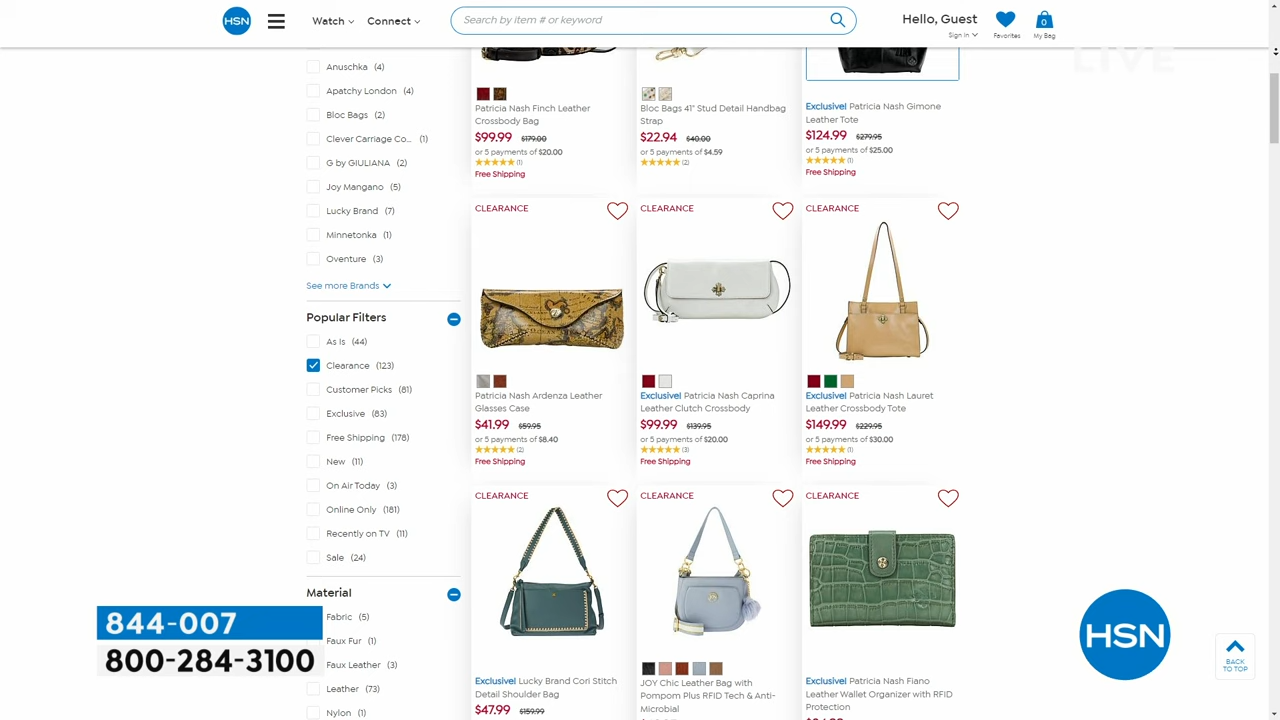 HSN
Watch
Connect
Search by item # or keyword
Hello, Guest
Sign In
Favorites
0
My Bag
LIVE
Anuschka (4)
Apatchy London (4)
Bloc Bags (2)
Clever Carriage Co... (1)
G by GIULIANA (2)
Joy Mangano (5)
Lucky Brand (7)
Minnetonka (1)
Oventure (3)
See more Brands
Popular Filters
As Is (44)
Clearance (123)
Customer Picks (81)
Exclusive (83)
Free Shipping (178)
New (11)
On Air Today (3)
Online Only (181)
Recently on TV (11)
Sale (24)
Material
Fabric (5)
Faux Fur (1)
Faux Leather (3)
Leather (73)
Nylon (1)
Patricia Nash Finch Leather
Crossbody Bag
$99.99 $179.00
or 5 payments of $20.00
(1)
Free Shipping
Bloc Bags 41" Stud Detail Handbag
Strap
$22.94 $40.00
or 5 payments of $4.59
(2)
Exclusive! Patricia Nash Gimone
Leather Tote
$124.99 $279.95
or 5 payments of $25.00
(1)
Free Shipping
CLEARANCE
Patricia Nash Ardenza Leather
Glasses Case
$41.99 $59.95
or 5 payments of $8.40
(2)
Free Shipping
CLEARANCE
Exclusive! Patricia Nash Caprina
Leather Clutch Crossbody
$99.99 $139.95
or 5 payments of $20.00
(3)
Free Shipping
CLEARANCE
Exclusive! Patricia Nash Lauret
Leather Crossbody Tote
$149.99 $229.95
or 5 payments of $30.00
(1)
Free Shipping
CLEARANCE
Exclusive! Lucky Brand Cori Stitch
Detail Shoulder Bag
$47.99 $159.99
CLEARANCE
JOY Chic Leather Bag with
Pompom Plus RFID Tech & Anti-
Microbial
CLEARANCE
Exclusive! Patricia Nash Fiano
Leather Wallet Organizer with RFID
Protection
844-007
800-284-3100
HSN
BACK
TO TOP